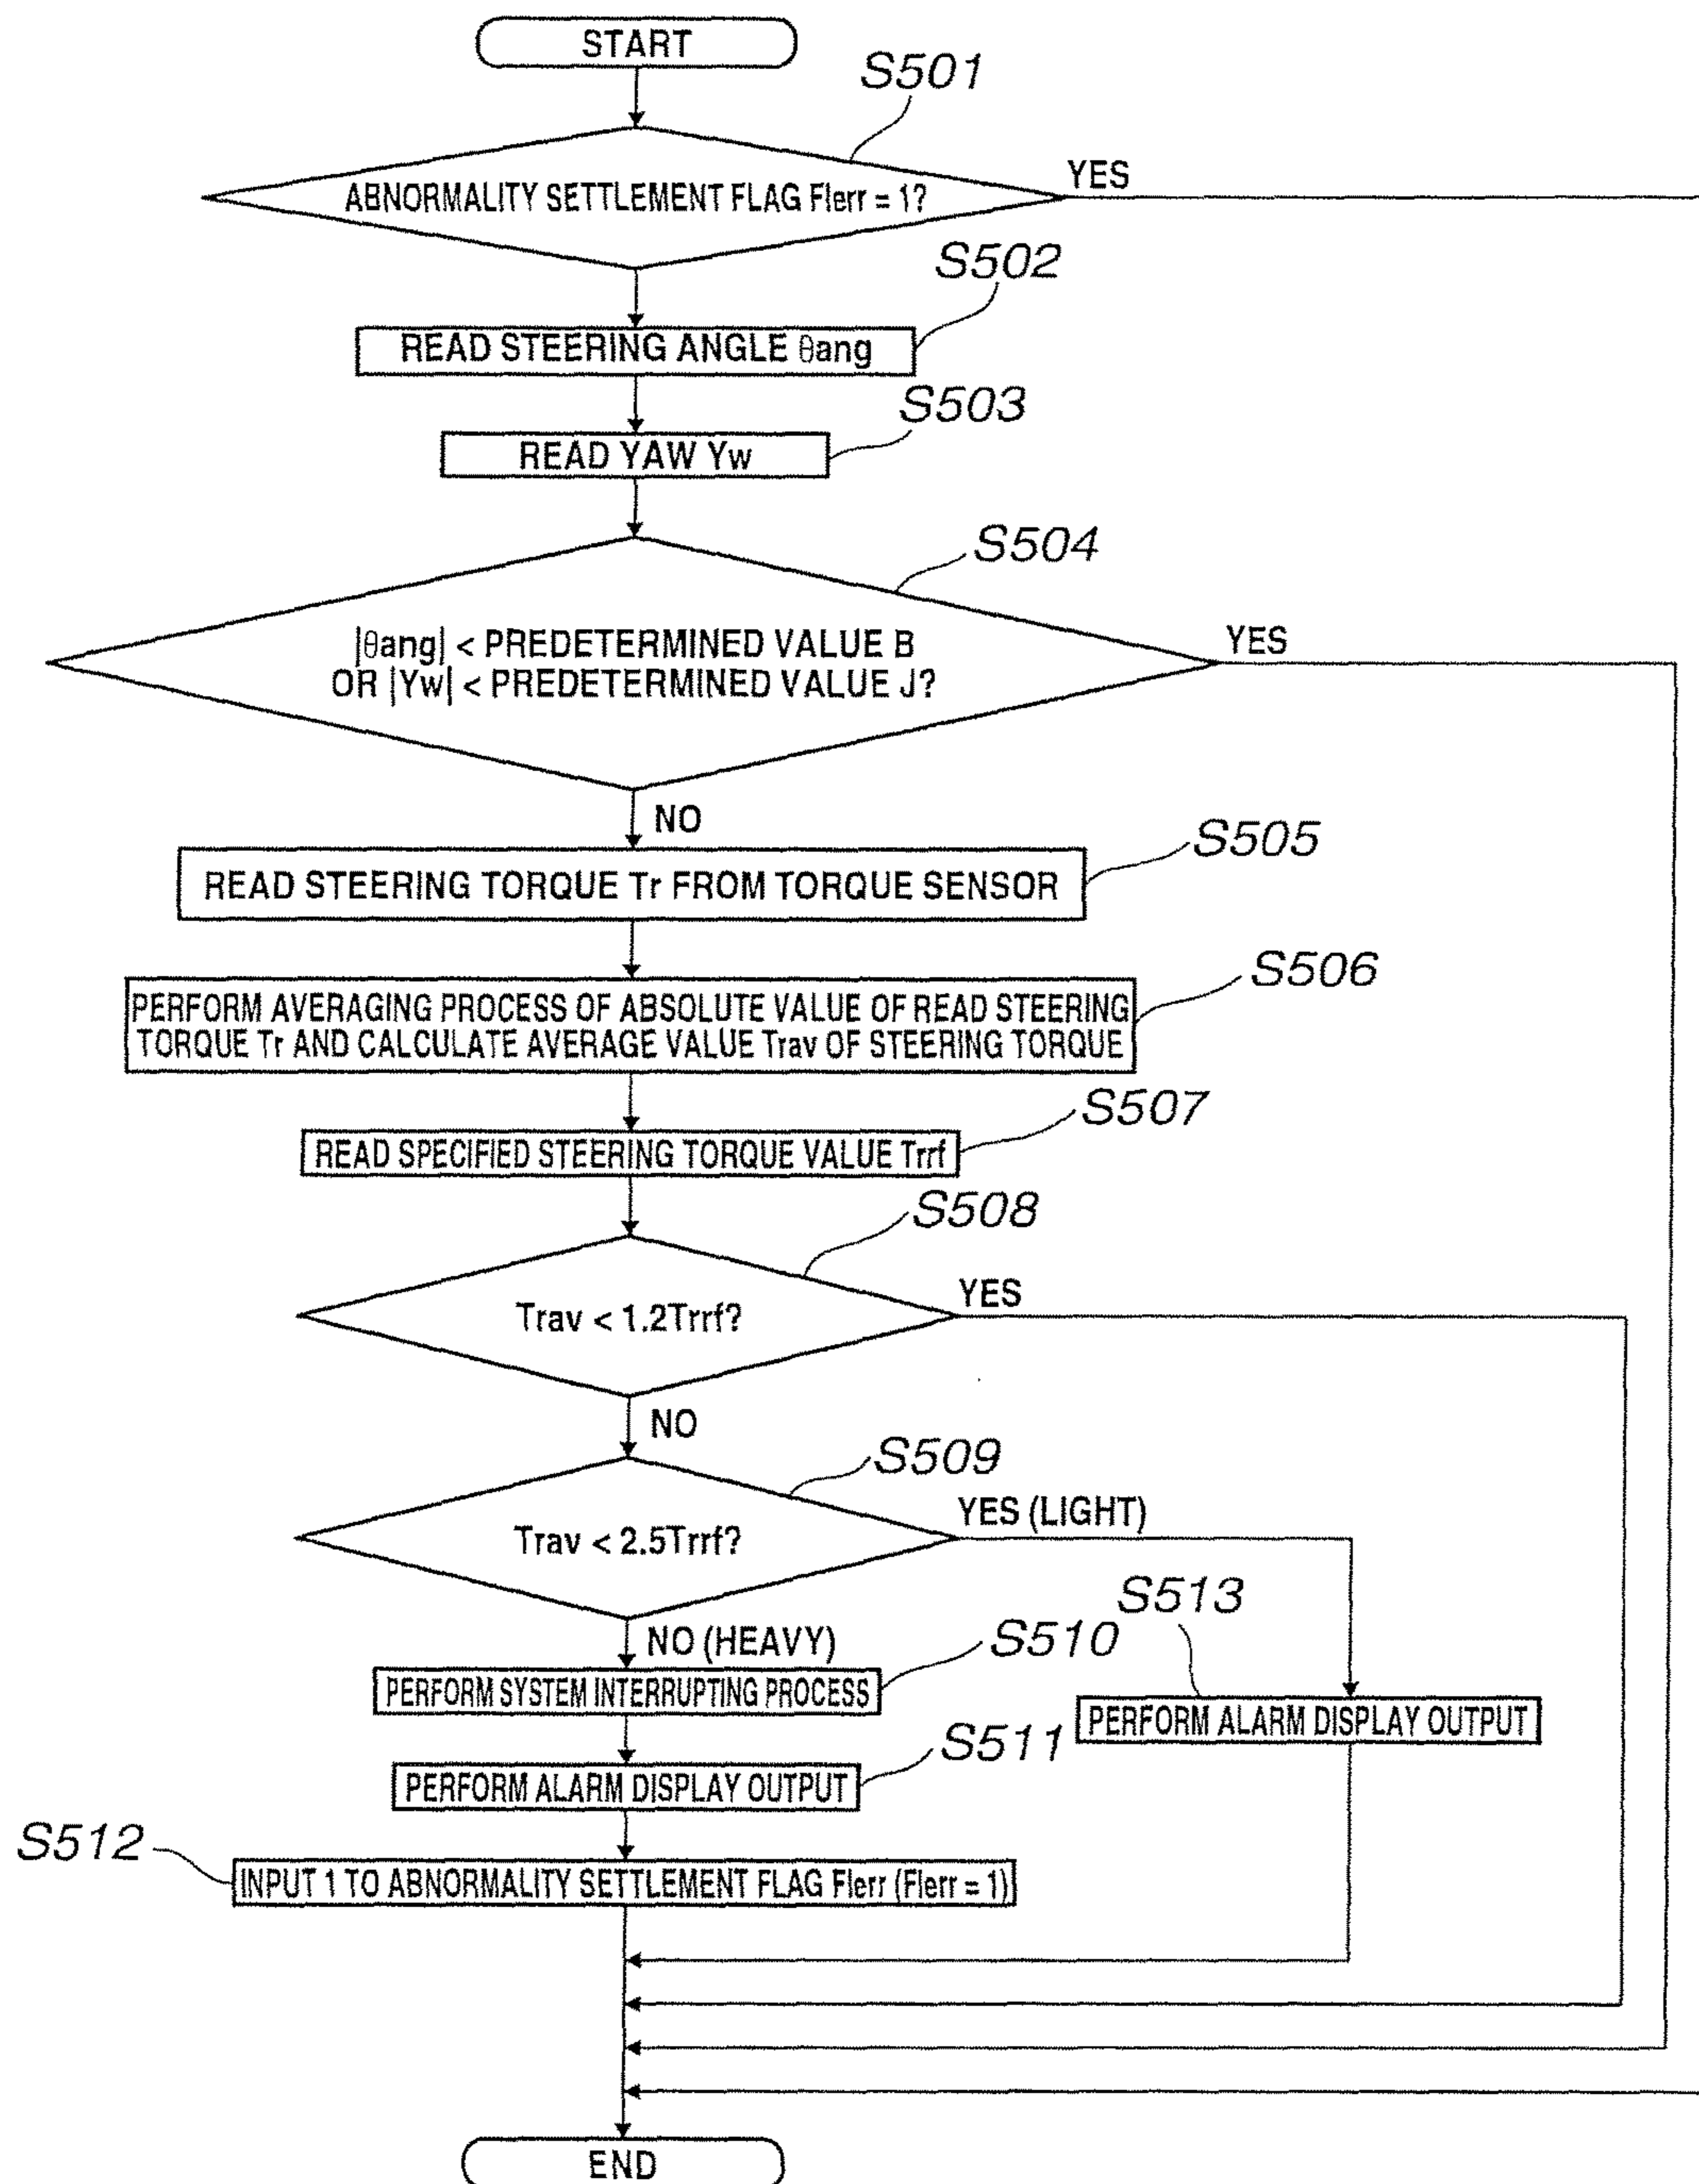 START
S501
ABNORMALITY SETTLEMENT FLAG Flerr = 1?
YES
S502
READ STEERING ANGLE θang
S503
READ YAW Yw
S504
|θang| < PREDETERMINED VALUE B
OR |Yw| < PREDETERMINED VALUE J?
YES
NO
S505
READ STEERING TORQUE Tr FROM TORQUE SENSOR
S506
PERFORM AVERAGING PROCESS OF ABSOLUTE VALUE OF READ STEERING
TORQUE Tr AND CALCULATE AVERAGE VALUE Trav OF STEERING TORQUE
S507
READ SPECIFIED STEERING TORQUE VALUE Trrf
S508
Trav < 1.2Trrf?
YES
NO
S509
Trav < 2.5Trrf?
YES (LIGHT)
S513
NO (HEAVY)
S510
PERFORM SYSTEM INTERRUPTING PROCESS
PERFORM ALARM DISPLAY OUTPUT
S511
PERFORM ALARM DISPLAY OUTPUT
S512
INPUT 1 TO ABNORMALITY SETTLEMENT FLAG Flerr (Flerr = 1)
END